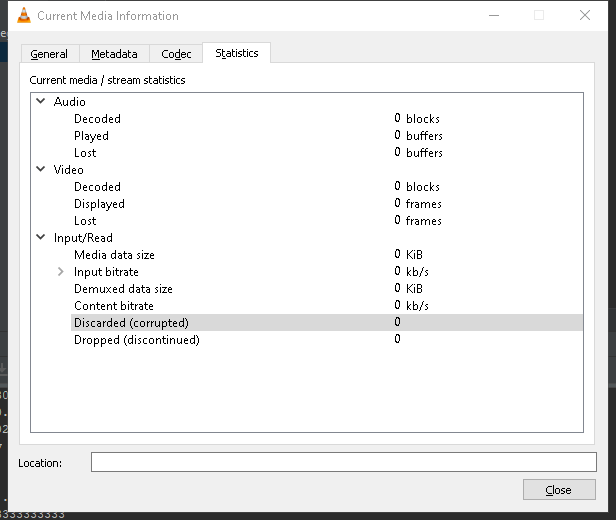 Current Media Information
General Metadata Codec Statistics
Current media / stream statistics
Audio
Decoded 0 blocks
Played 0 buffers
Lost 0 buffers
Video
Decoded 0 blocks
Displayed 0 frames
Lost 0 frames
Input/Read
Media data size 0 KiB
Input bitrate 0 kb/s
Demuxed data size 0 KiB
Content bitrate 0 kb/s
Discarded (corrupted) 0
Dropped (discontinued) 0
Location:
Close